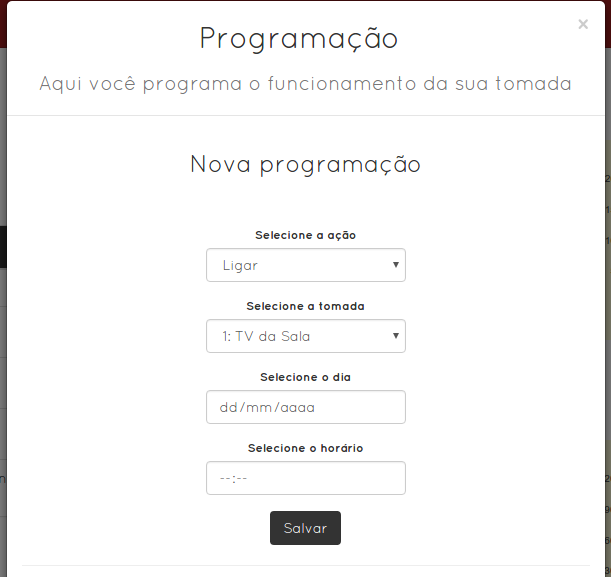 Programação
×
Aqui você programa o funcionamento da sua tomada
Nova programação
Selecione a ação
Ligar
Selecione a tomada
1: TV da Sala
Selecione o dia
dd/mm/aaaa
Selecione o horário
--:--
Salvar